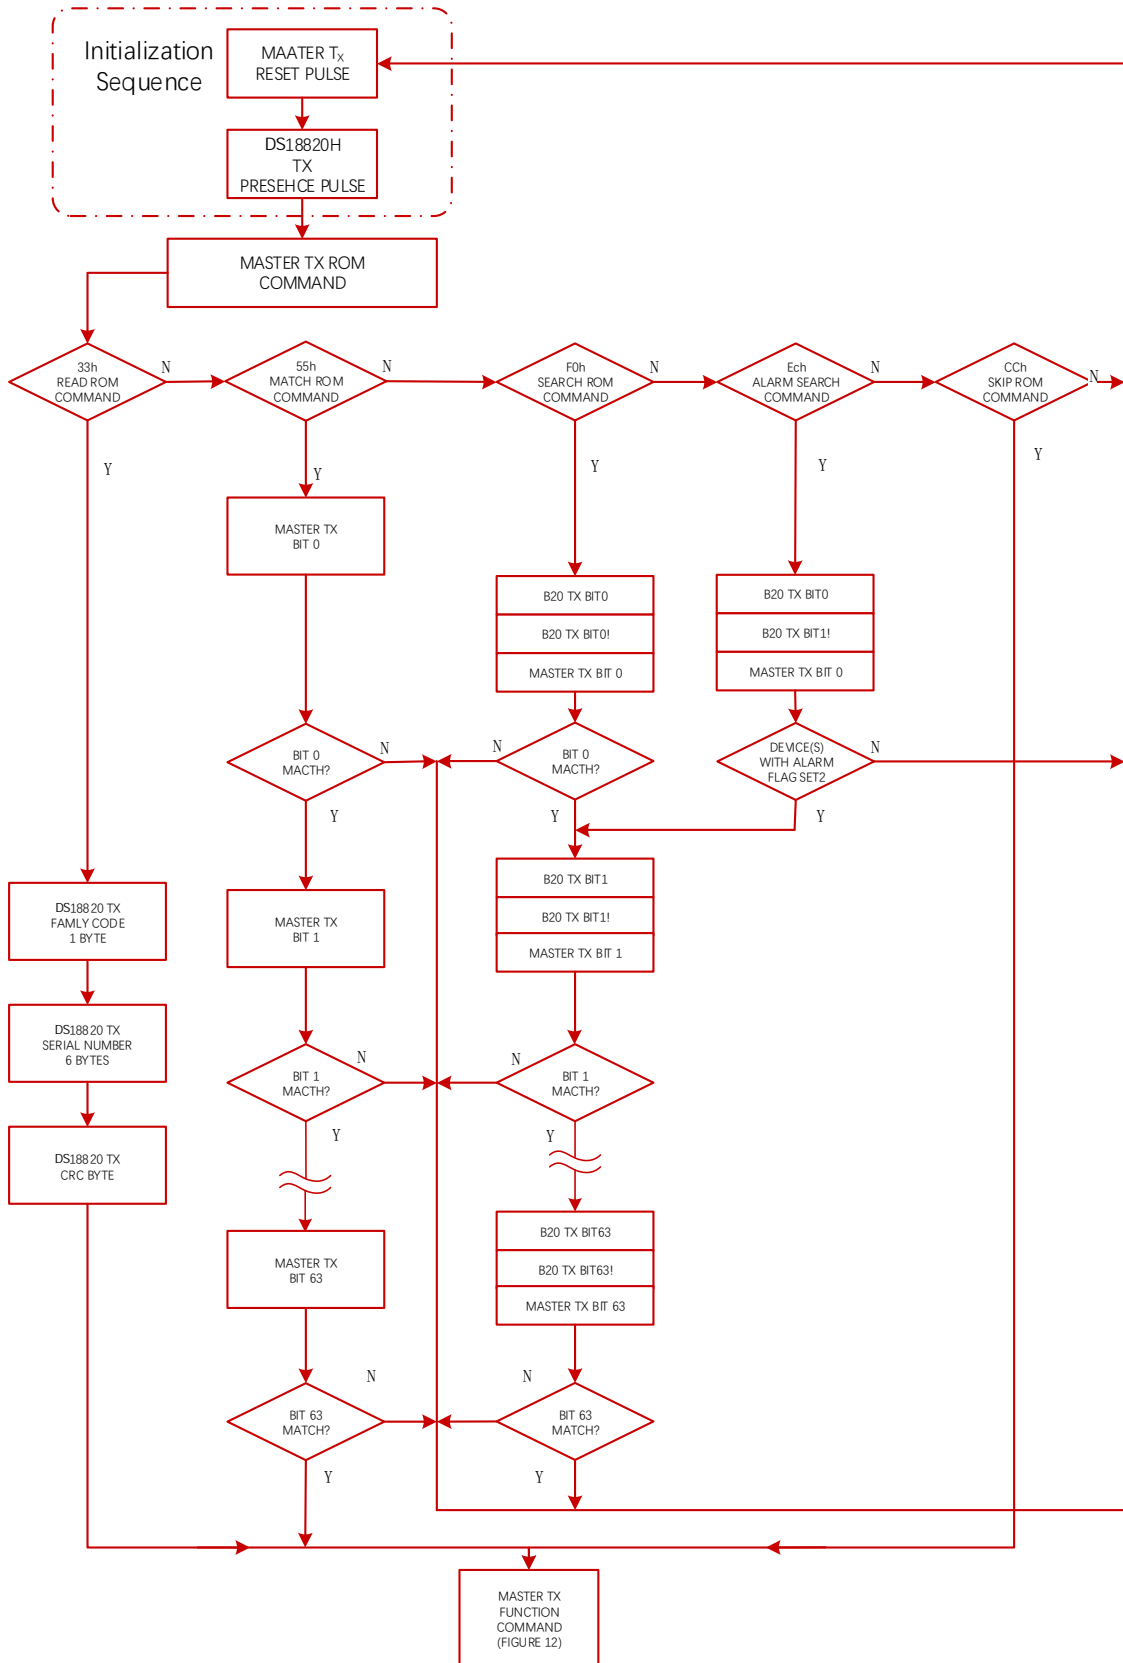 Initialization
Sequence
MAATER TX
RESET PULSE
DS18820H
TX
PRESEHCE PULSE
MASTER TX ROM
COMMAND
33h
READ ROM
COMMAND
N
55h
MATCH ROM
COMMAND
N
F0h
SEARCH ROM
COMMAND
N
Ech
ALARM SEARCH
COMMAND
N
CCh
SKIP ROM
COMMAND
N
Y
Y
Y
Y
Y
MASTER TX
BIT 0
B20 TX BIT0
B20 TX BIT0!
MASTER TX BIT 0
B20 TX BIT0
B20 TX BIT1!
MASTER TX BIT 0
BIT 0
MACTH?
N
N
BIT 0
MACTH?
DEVICE(S)
WITH ALARM
FLAG SET2
N
Y
Y
Y
DS18820 TX
FAMLY CODE
1 BYTE
MASTER TX
BIT 1
B20 TX BIT1
B20 TX BIT1!
MASTER TX BIT 1
DS18820 TX
SERIAL NUMBER
6 BYTES
BIT 1
MACTH?
N
N
BIT 1
MACTH?
Y
Y
DS18820 TX
CRC BYTE
MASTER TX
BIT 63
B20 TX BIT63
B20 TX BIT63!
MASTER TX BIT 63
BIT 63
MATCH?
N
N
BIT 63
MATCH?
Y
Y
MASTER TX
FUNCTION
COMMAND
(FIGURE 12)